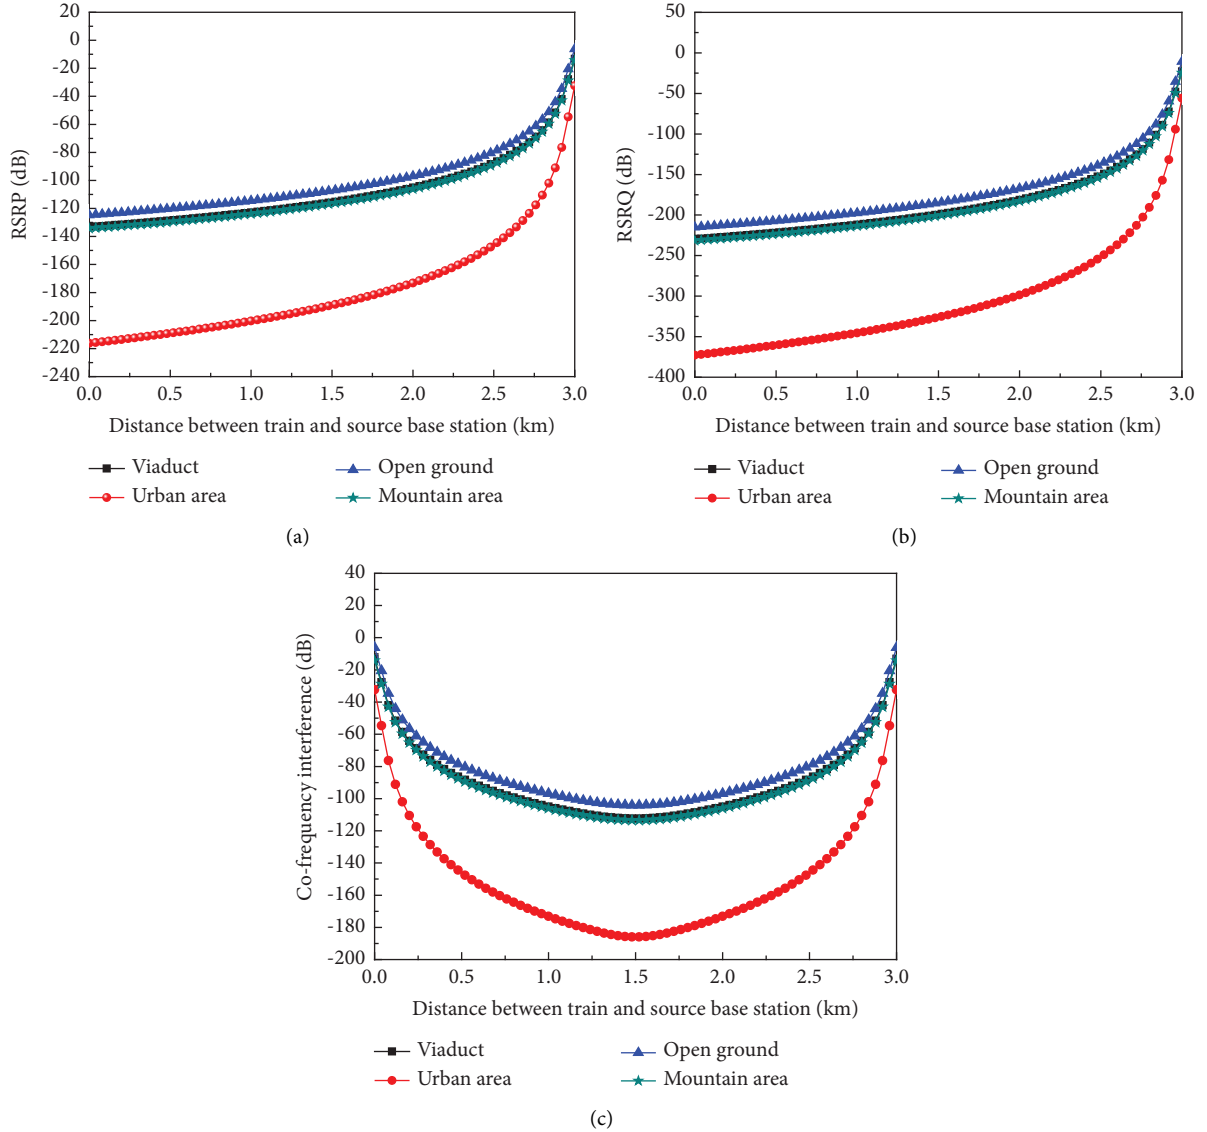 20
0
-20
-40
-60
-80
-100
-120
-140
-160
-180
-200
-220
-240
RSRP (dB)
0.0 0.5 1.0 1.5 2.0 2.5 3.0
Distance between train and source base station (km)
Viaduct Open ground
Urban area Mountain area
(a)
50
0
-50
-100
-150
-200
-250
-300
-350
-400
RSRQ (dB)
0.0 0.5 1.0 1.5 2.0 2.5 3.0
Distance between train and source base station (km)
Viaduct Open ground
Urban area Mountain area
(b)
40
20
0
-20
-40
-60
-80
-100
-120
-140
-160
-180
-200
Co-frequency interference (dB)
0.0 0.5 1.0 1.5 2.0 2.5 3.0
Distance between train and source base station (km)
Viaduct Open ground
Urban area Mountain area
(c)